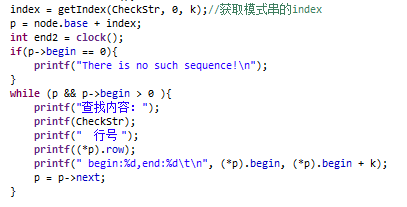 index = getIndex(CheckStr, 0, k);//获取模式串的index
p = node.base + index;
int end2 = clock();
if(p->begin == 0){
    printf("There is no such sequence!\n");
}
while (p && p->begin > 0 ){
    printf("查找内容: ");
    printf(CheckStr);
    printf("  行号 ");
    printf((*p).row);
    printf(" begin:%d,end:%d\t\n", (*p).begin, (*p).begin + k);
    p = p->next;
}